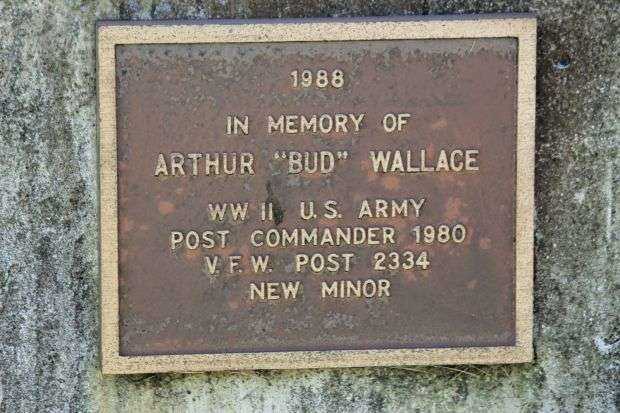 1988
IN MEMORY OF
ARTHUR "BUD" WALLACE
WW II U.S. ARMY
POST COMMANDER 1980
V.F.W. POST 2334
NEW MINOR